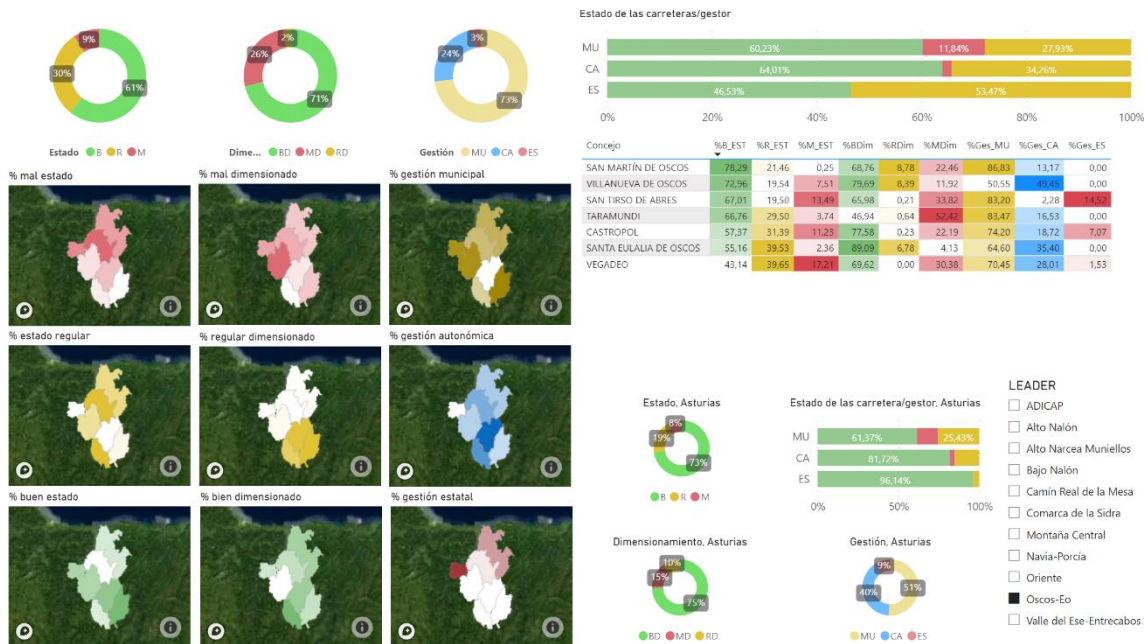 9%
30%
61%
Estado B R M
2%
26%
71%
Dime... BD MD RD
3%
24%
73%
Gestión MU CA ES
Estado de las carreteras/gestor
MU 60,23% 11,84% 27,93%
CA 64,01% 34,26%
ES 46,53% 53,47%
0% 20% 40% 60% 80% 100%
Concejo %B_EST %R_EST %M_EST %BDim %RDim %MDim %Ges_MU %Ges_CA %Ges_ES
SAN MARTÍN DE OSCOS 78,29 21,46 0,25 68,76 8,78 22,46 86,83 13,17 0,00
VILLANUEVA DE OSCOS 72,96 19,54 7,51 79,69 8,39 11,92 50,55 49,45 0,00
SAN TIRSO DE ABRES 67,01 19,50 13,49 65,98 0,21 33,82 83,20 2,28 14,52
TARAMUNDI 66,76 29,50 3,74 46,94 0,64 52,42 83,47 16,53 0,00
CASTROPOL 57,37 31,39 11,23 77,58 0,23 22,19 74,20 18,72 7,07
SANTA EULALIA DE OSCOS 55,16 39,53 2,36 89,09 6,78 4,13 64,60 35,40 0,00
VEGADEO 43,14 39,65 17,21 69,62 0,00 30,38 70,45 28,01 1,53
% mal estado
% mal dimensionado
% gestión municipal
% estado regular
% regular dimensionado
% gestión autonómica
% buen estado
% bien dimensionado
% gestión estatal
Estado, Asturias
8%
19%
73%
B R M
Estado de las carretera/gestor, Asturias
MU 61,37% 25,43%
CA 81,72%
ES 96,14%
0% 50% 100%
Dimensionamiento, Asturias
10%
15%
75%
BD MD RD
Gestión, Asturias
9%
40%
51%
MU CA ES
LEADER
ADICAP
Alto Nalón
Alto Narcea Muniellos
Bajo Nalón
Camín Real de la Mesa
Comarca de la Sidra
Montaña Central
Navia-Porcía
Oriente
Oscos-Eo
Valle del Ese-Entrecabos